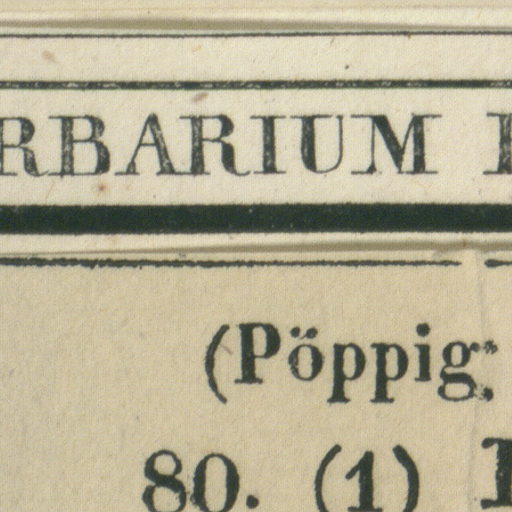 RBARIUM
(Pöppig.
80. (1)